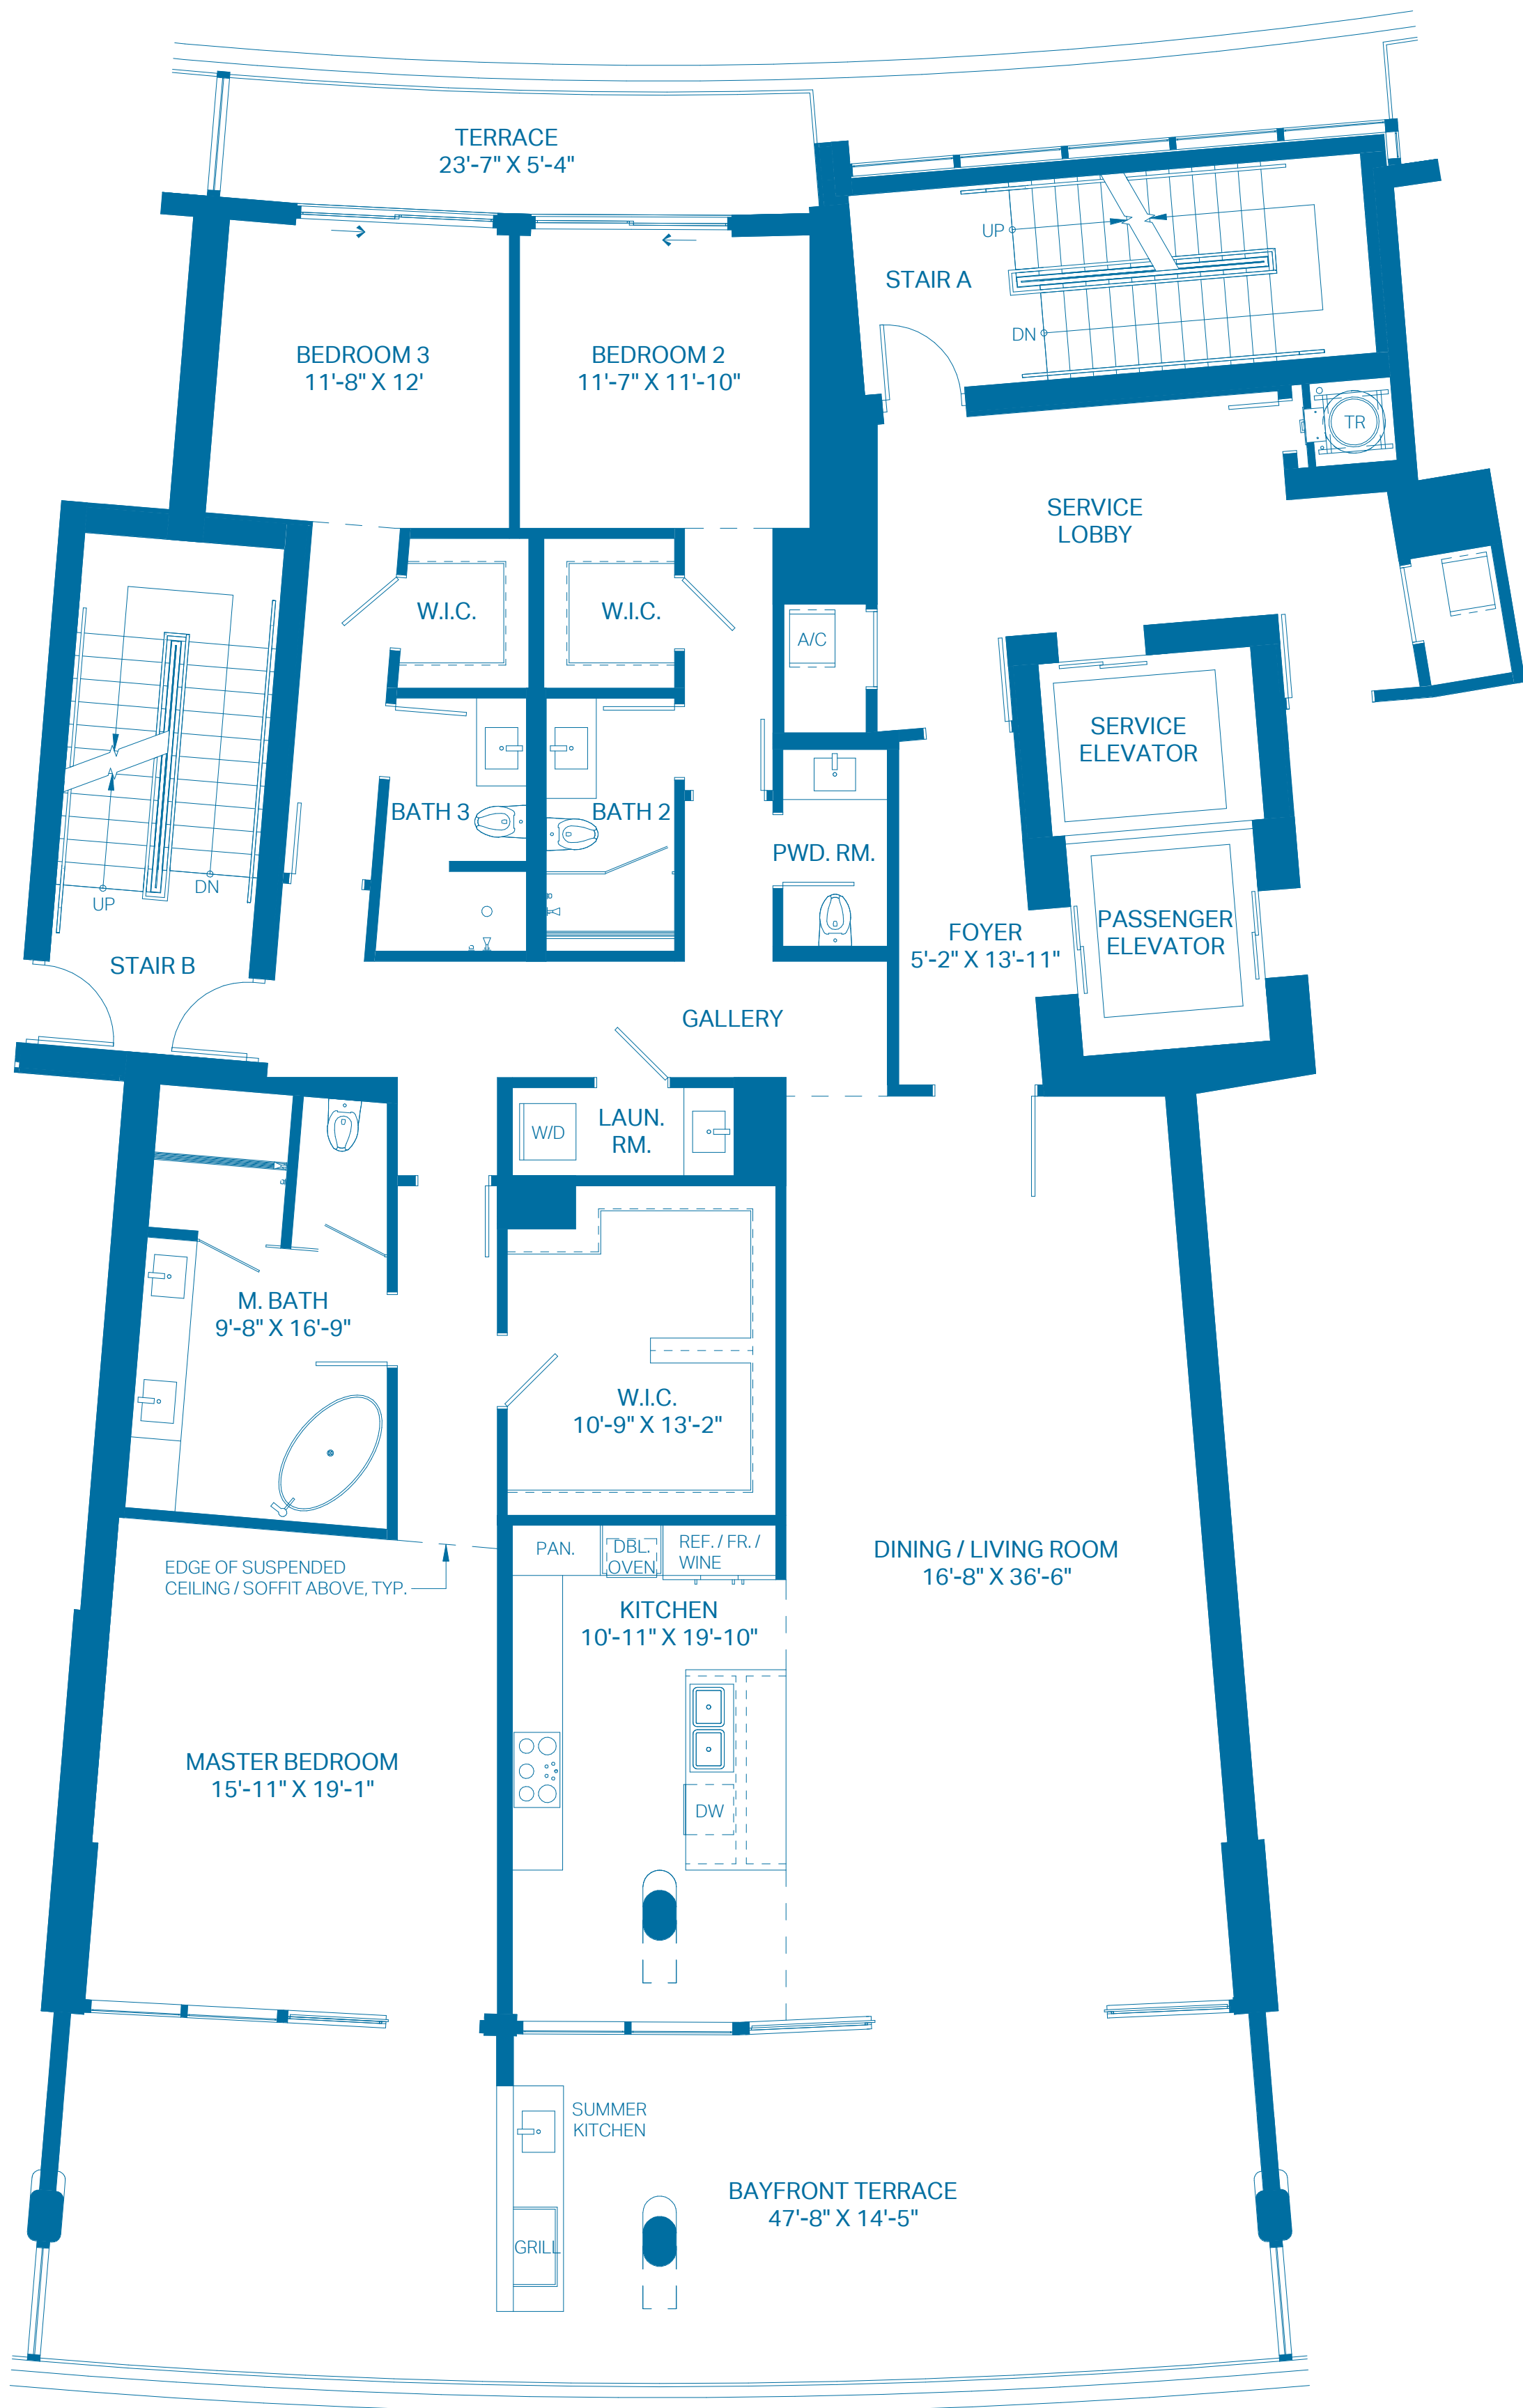 TERRACE
23'-7" X 5'-4"
UP
STAIR A
DN
BEDROOM 3
11'-8" X 12'
BEDROOM 2
11'-7" X 11'-10"
TR
SERVICE
LOBBY
W.I.C.
W.I.C.
A/C
SERVICE
ELEVATOR
BATH 3
BATH 2
PWD. RM.
UP
DN
STAIR B
FOYER
5'-2" X 13'-11"
PASSENGER
ELEVATOR
GALLERY
W/D
LAUN.
RM.
M. BATH
9'-8" X 16'-9"
W.I.C.
10'-9" X 13'-2"
PAN.
DBL.
OVEN
REF. / FR. /
WINE
EDGE OF SUSPENDED
CEILING / SOFFIT ABOVE, TYP.
DINING / LIVING ROOM
16'-8" X 36'-6"
KITCHEN
10'-11" X 19'-10"
MASTER BEDROOM
15'-11" X 19'-1"
DW
SUMMER
KITCHEN
BAYFRONT TERRACE
47'-8" X 14'-5"
GRILL